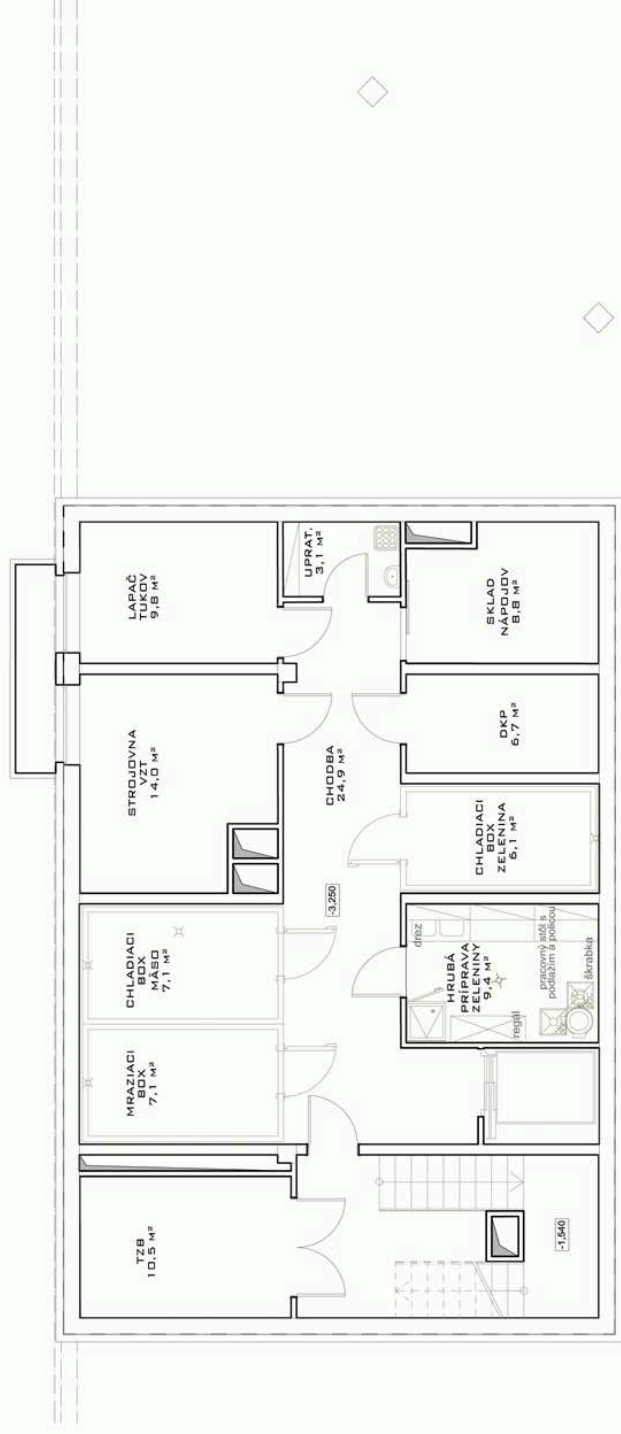 LAPAČ
TUKOV
9,8 M²
UPRAT.
3,1 M²
SKLAD
NÁPOJOV
8,8 M²
STROJOVNA
VZT
14,0 M²
CHODBA
24,9 M²
DKP
6,7 M²
CHLADIACI
BOX
ZELENINA
6,1 M²
-3,250
CHLADIACI
BOX
MÄSO
7,1 M²
drez
HRUBÁ
PRÍPRAVA
ZELENINY
9,4 M²
pracovný stôl s
podlažím a policou
regál
škrabka
MRAZIACI
BOX
7,1 M²
TZB
10,5 M²
-1,540